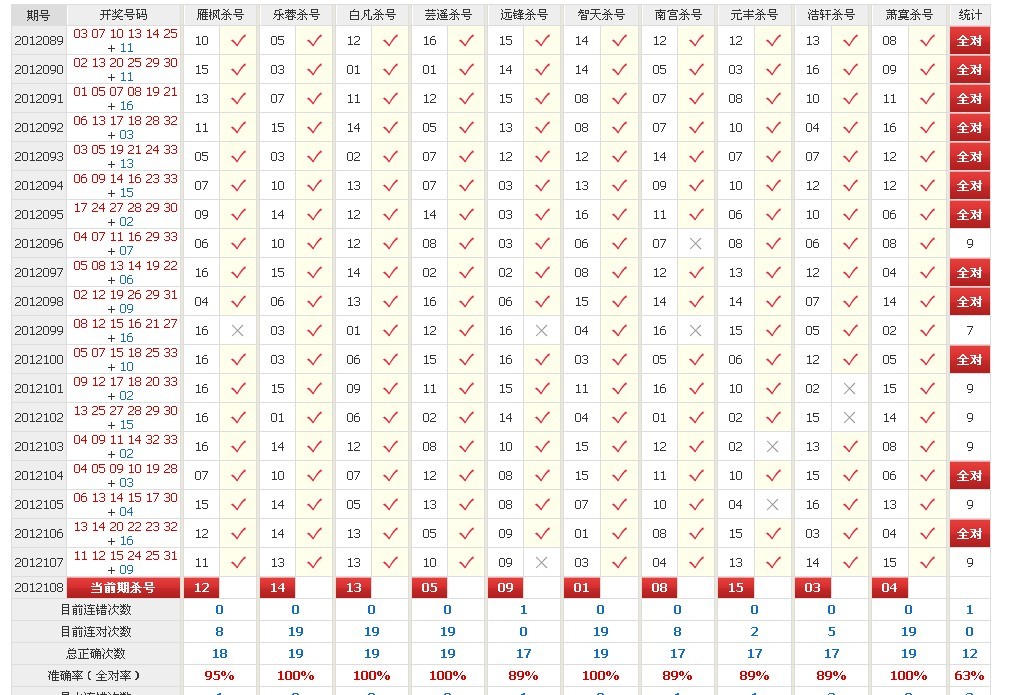 期号 开奖号码 雁枫杀号 乐蓉杀号 白凡杀号 芸遥杀号 远锋杀号 智天杀号 南宫杀号 元丰杀号 浩轩杀号 萧寞杀号 统计
2012089 03 07 10 13 14 25 + 11 10 05 12 16 15 14 12 12 13 08 全对
2012090 02 13 20 25 29 30 + 11 15 03 01 01 14 14 05 03 16 09 全对
2012091 01 05 07 08 19 21 + 16 13 07 11 12 15 08 07 08 10 11 全对
2012092 06 13 17 18 28 32 + 03 11 15 14 05 13 08 07 10 04 16 全对
2012093 03 05 19 21 24 33 + 13 05 03 02 07 12 12 14 07 07 12 全对
2012094 06 09 14 16 23 33 + 15 07 10 13 07 03 13 09 10 12 12 全对
2012095 17 24 27 28 29 30 + 02 09 14 12 14 03 16 11 06 10 06 全对
2012096 04 07 11 16 29 33 + 07 06 10 12 08 03 06 07 08 06 08 9
2012097 05 08 13 14 19 22 + 06 16 15 14 02 02 08 12 13 12 04 全对
2012098 02 12 19 26 29 31 + 09 04 06 13 16 06 15 14 14 07 14 全对
2012099 08 12 15 16 21 27 + 16 16 03 01 12 16 04 16 15 05 02 7
2012100 05 07 15 18 25 33 + 10 16 03 06 15 16 03 05 06 12 05 全对
2012101 09 12 17 18 20 33 + 02 16 15 09 11 15 11 16 10 02 15 9
2012102 13 25 27 28 29 30 + 15 16 01 06 02 14 04 01 02 15 14 9
2012103 04 09 11 14 32 33 + 02 16 14 12 08 10 15 12 02 13 08 9
2012104 04 05 09 10 19 28 + 03 07 10 07 12 08 15 11 10 15 06 全对
2012105 06 13 14 15 17 30 + 04 15 14 05 13 08 07 10 04 16 13 9
2012106 13 14 20 22 23 32 + 16 12 14 13 05 09 01 08 15 03 04 全对
2012107 11 12 15 24 25 31 + 09 11 13 13 10 09 03 04 13 14 15 9
2012108 当前期杀号 12 14 13 05 09 01 08 15 03 04
目前连错次数 0 0 0 0 1 0 0 0 0 0 1
目前连对次数 8 19 19 19 0 19 8 2 5 19 0
总正确次数 18 19 19 19 17 19 17 17 17 19 12
准确率(全对率) 95% 100% 100% 100% 89% 100% 89% 89% 89% 100% 63%